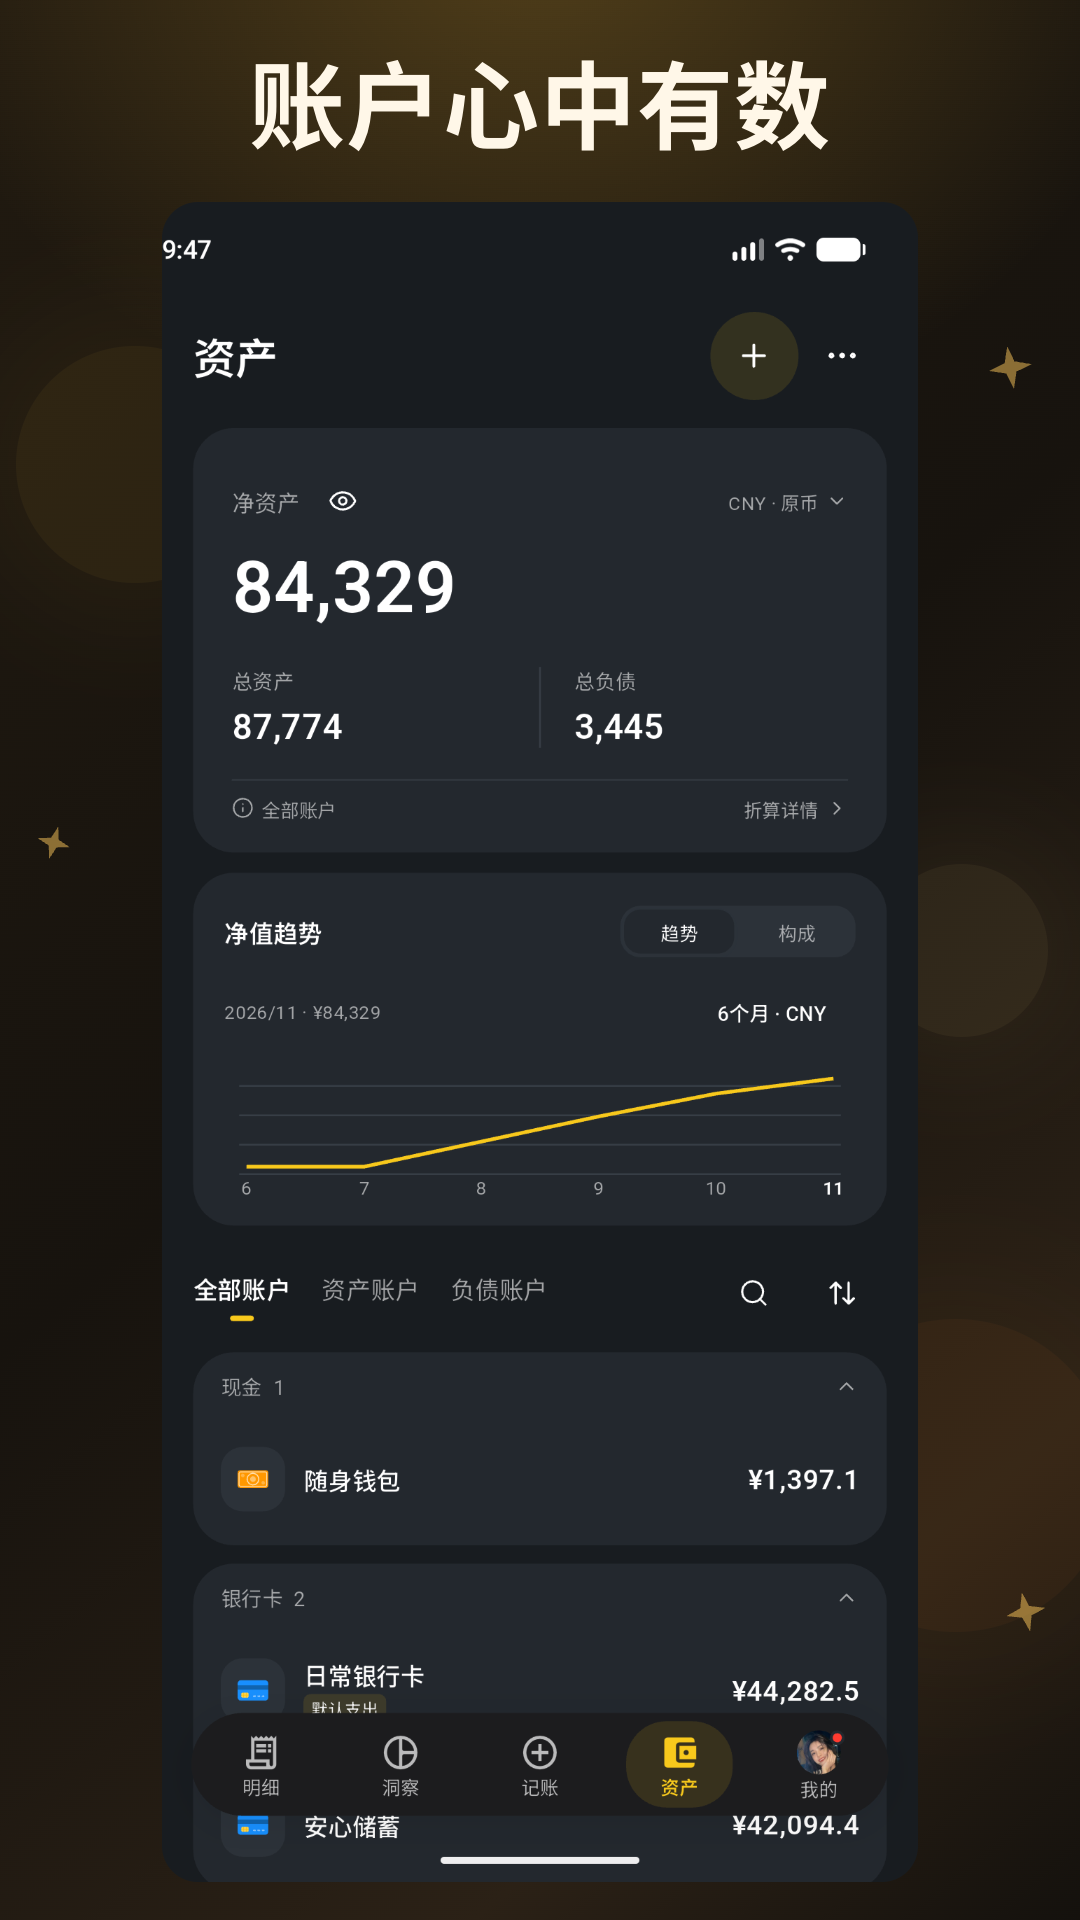 账户心中有数
9:47
资产
净资产
CNY · 原币
84,329
总资产
总负债
87,774
3,445
全部账户
折算详情
净值趋势
趋势
构成
2026/11 · ¥84,329
6个月 · CNY
6 7 8 9 10 11
全部账户 资产账户 负债账户
现金 1
随身钱包
¥1,397.1
银行卡 2
日常银行卡
¥44,282.5
默认支出
明细 洞察 记账 资产 我的
安心储蓄
¥42,094.4